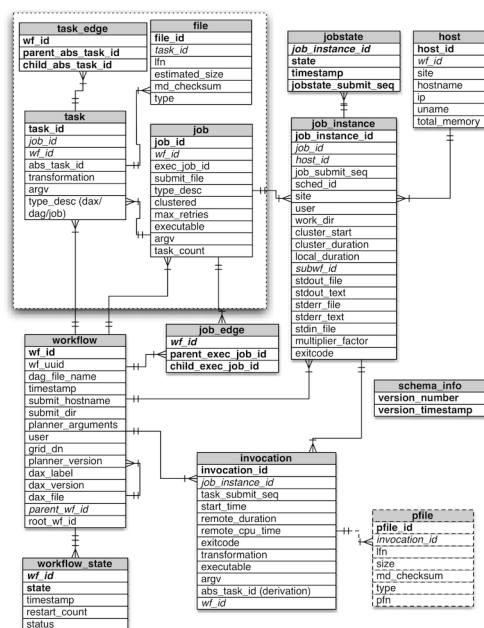 task_edge
wf_id
parent_abs_task_id
child_abs_task_id
file
file_id
task_id
lfn
estimated_size
md_checksum
type
task
task_id
job_id
wf_id
abs_task_id
transformation
argv
type_desc (dax/
dag/job)
job
job_id
wf_id
exec_job_id
submit_file
type_desc
clustered
max_retries
executable
argv
task_count
jobstate
job_instance_id
state
timestamp
jobstate_submit_seq
host
host_id
wf_id
site
hostname
ip
uname
total_memory
job_instance
job_instance_id
job_id
host_id
job_submit_seq
sched_id
site
user
work_dir
cluster_start
cluster_duration
local_duration
subwf_id
stdout_file
stdout_text
stderr_file
stderr_text
stdin_file
multiplier_factor
exitcode
job_edge
wf_id
parent_exec_job_id
child_exec_job_id
workflow
wf_id
wf_uuid
dag_file_name
timestamp
submit_hostname
submit_dir
planner_arguments
user
grid_dn
planner_version
dax_label
dax_version
dax_file
parent_wf_id
root_wf_id
schema_info
version_number
version_timestamp
invocation
invocation_id
job_instance_id
task_submit_seq
start_time
remote_duration
remote_cpu_time
exitcode
transformation
executable
argv
abs_task_id (derivation)
wf_id
pfile
pfile_id
invocation_id
lfn
size
md_checksum
type
pfn
workflow_state
wf_id
state
timestamp
restart_count
status